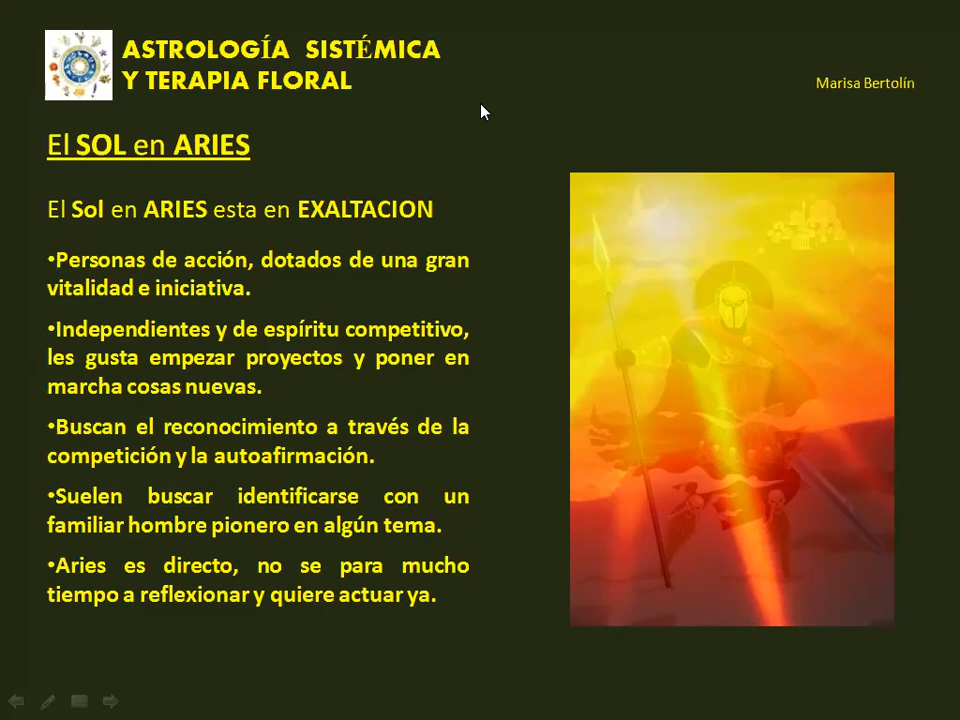 ASTROLOGÍA SISTÉMICA
Y TERAPIA FLORAL
Marisa Bertolín
El SOL en ARIES
El Sol en ARIES esta en EXALTACION
•Personas de acción, dotados de una gran
vitalidad e iniciativa.
•Independientes y de espíritu competitivo,
les gusta empezar proyectos y poner en
marcha cosas nuevas.
•Buscan el reconocimiento a través de la
competición y la autoafirmación.
•Suelen buscar identificarse con un
familiar hombre pionero en algún tema.
•Aries es directo, no se para mucho
tiempo a reflexionar y quiere actuar ya.